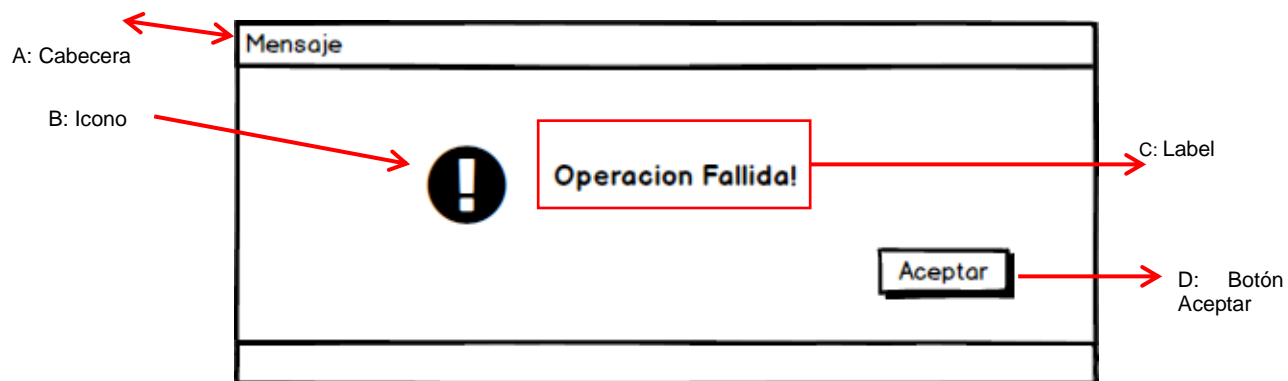 Mensaje
A: Cabecera
B: Icono
Operacion Fallida!
C: Label
Aceptar
D: Botón
Aceptar